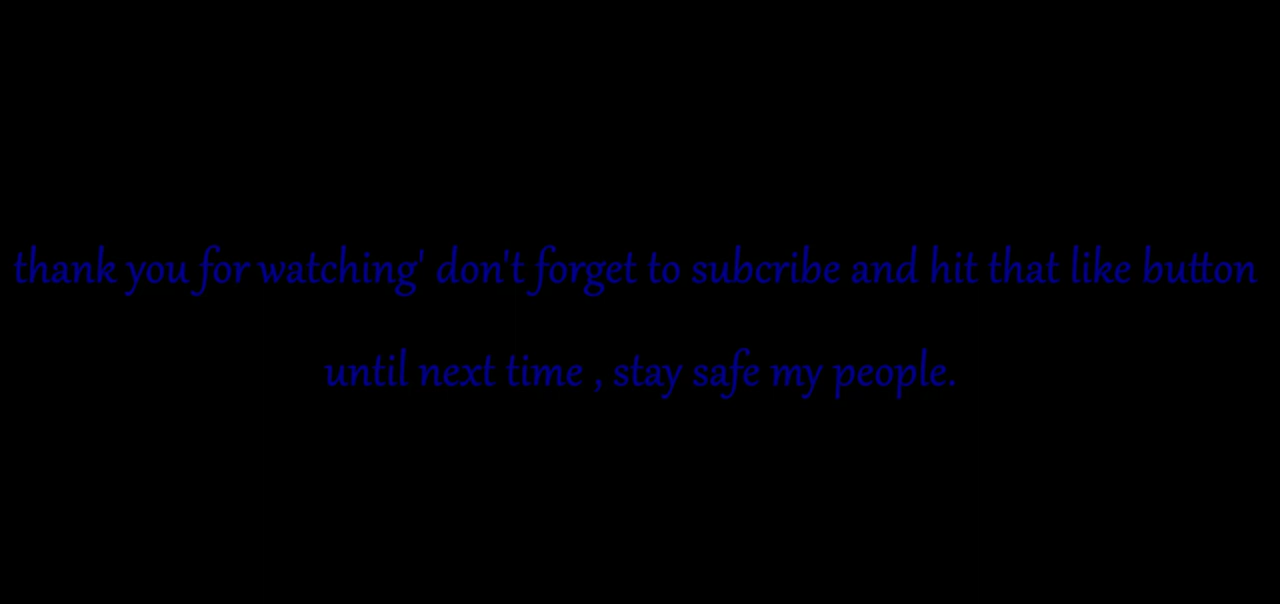 thank you for watching' don't forget to subcribe and hit that like button
until next time , stay safe my people.